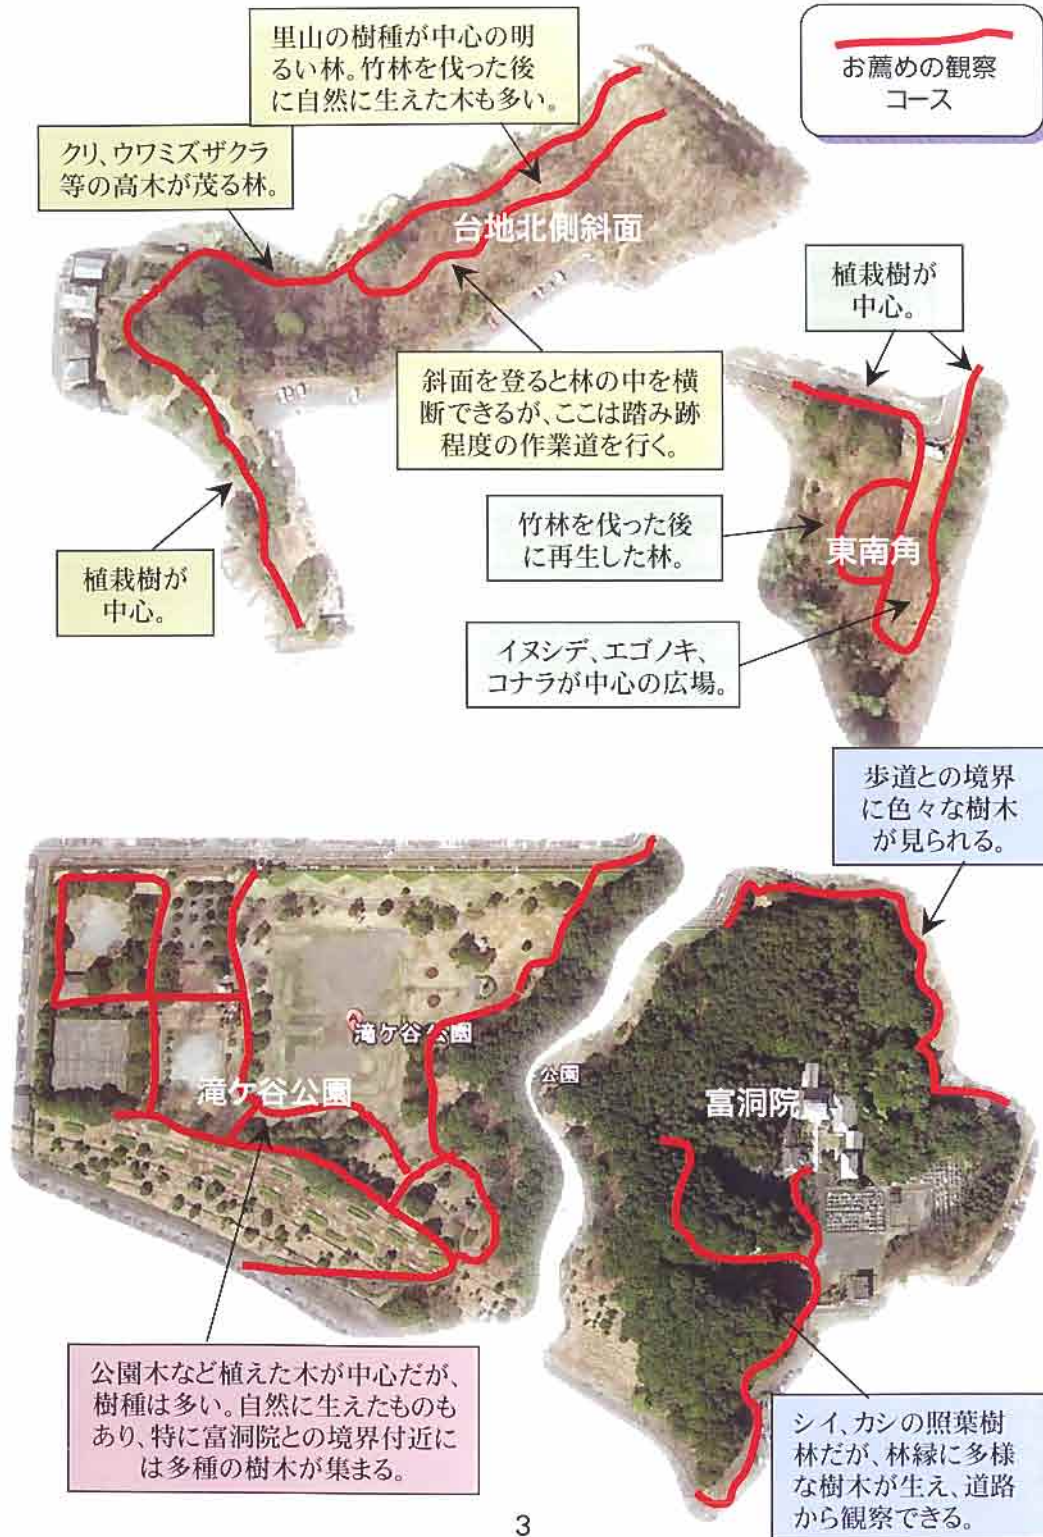 里山の樹種が中心の明
るい林。竹林を伐った後
に自然に生えた木も多い。
お薦めの観察
コース
クリ、ウワミズザクラ
等の高木が茂る林。
台地北側斜面
植栽樹が
中心。
斜面を登ると林の中を横
断できるが、ここは踏み跡
程度の作業道を行く。
竹林を伐った後
に再生した林。
東南角
植栽樹が
中心。
イヌシデ、エゴノキ、
コナラが中心の広場。
歩道との境界
に色々な樹木
が見られる。
滝ケ谷公園
公園
滝ケ谷公園
富洞院
公園木など植えた木が中心だが、
樹種は多い。自然に生えたものも
あり、特に富洞院との境界付近に
は多種の樹木が集まる。
シイ、カシの照葉樹
林だが、林縁に多様
な樹木が生え、道路
から観察できる。
3